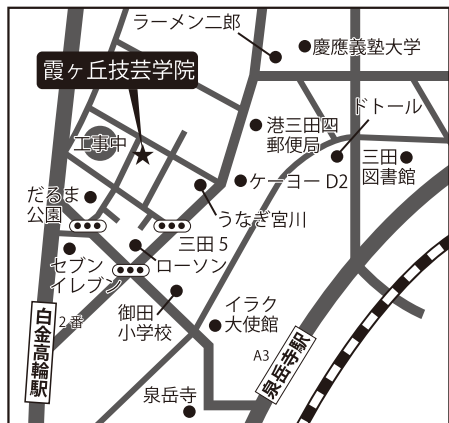 ラーメン二郎
慶應義塾大学
霞ヶ丘技芸学院
ドトール
港三田四
郵便局
工事中
三田
図書館
ケーヨーD2
だるま
公園
うなぎ宮川
三田5
セブン
イレブン
ローソン
御田
小学校
イラク
大使館
白金高輪駅
2番
A3
泉岳寺駅
泉岳寺